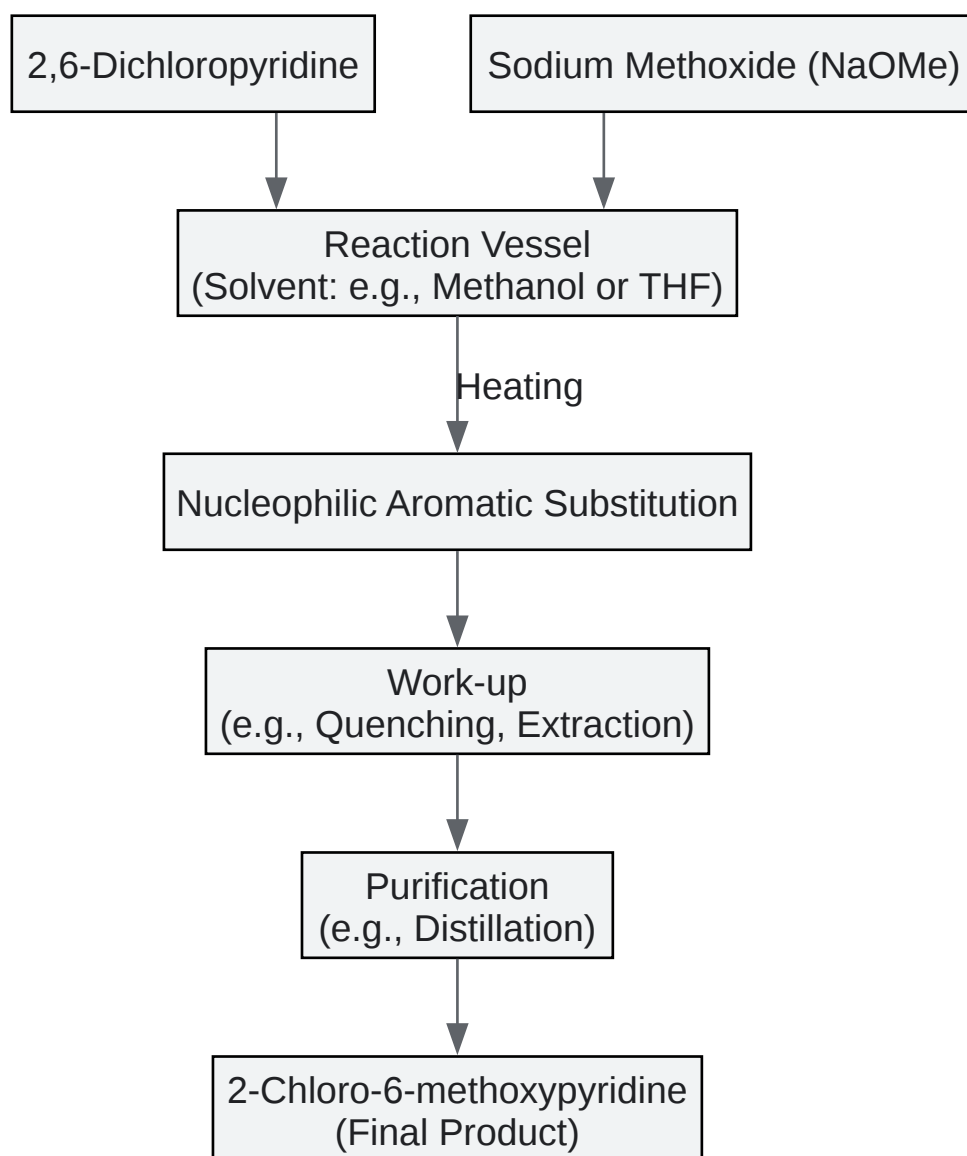 2,6-Dichloropyridine
Sodium Methoxide (NaOMe)
Reaction Vessel
(Solvent: e.g., Methanol or THF)
Heating
Nucleophilic Aromatic Substitution
Work-up
(e.g., Quenching, Extraction)
Purification
(e.g., Distillation)
2-Chloro-6-methoxypyridine
(Final Product)